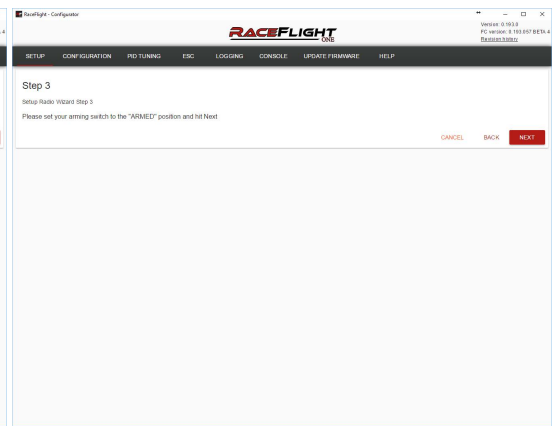 RaceFlight - Configurator
RACEFLIGHT
ONE
Version: 0.193.0
FC version: 0.193.057 BETA 4
Revision history
SETUP CONFIGURATION PID TUNING ESC LOGGING CONSOLE UPDATE FIRMWARE HELP
Step 3
Setup Radio Wizard Step 3
Please set your arming switch to the "ARMED" position and hit Next
CANCEL BACK NEXT